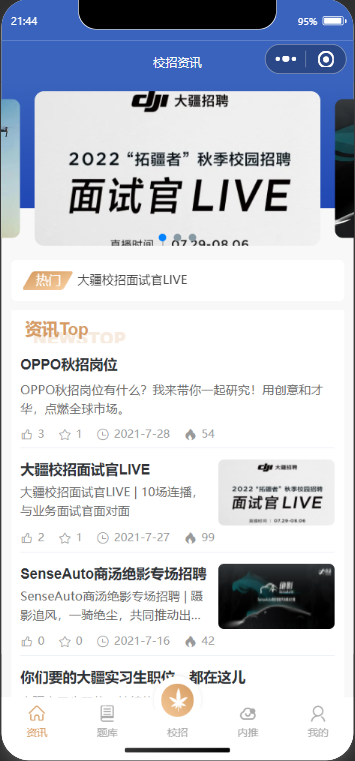 21:44
95%
校招资讯
dji 大疆招聘
2022“拓疆者”秋季校园招聘
面试官 LIVE
直播时间 | 07.29-08.06
热门 大疆校招面试官LIVE
资讯Top
NEWSTOP
OPPO秋招岗位
OPPO秋招岗位有什么？我来带你一起研究！用创意和才
华，点燃全球市场。
3 1 2021-7-28 54
大疆校招面试官LIVE
大疆校招面试官LIVE | 10场连播，
与业务面试官面对面
dji 大疆招聘
2022“拓疆者”秋季校园招聘
面试官 LIVE
直播时间 | 07.29-08.06
2 1 2021-7-27 99
SenseAuto商汤绝影专场招聘
SenseAuto商汤绝影专场招聘 | 蹑
影追风，一骑绝尘，共同推动出...
绝影
0 0 2021-7-16 42
你们要的大疆实习生职位，都在这儿
资讯 题库 校招 内推 我的